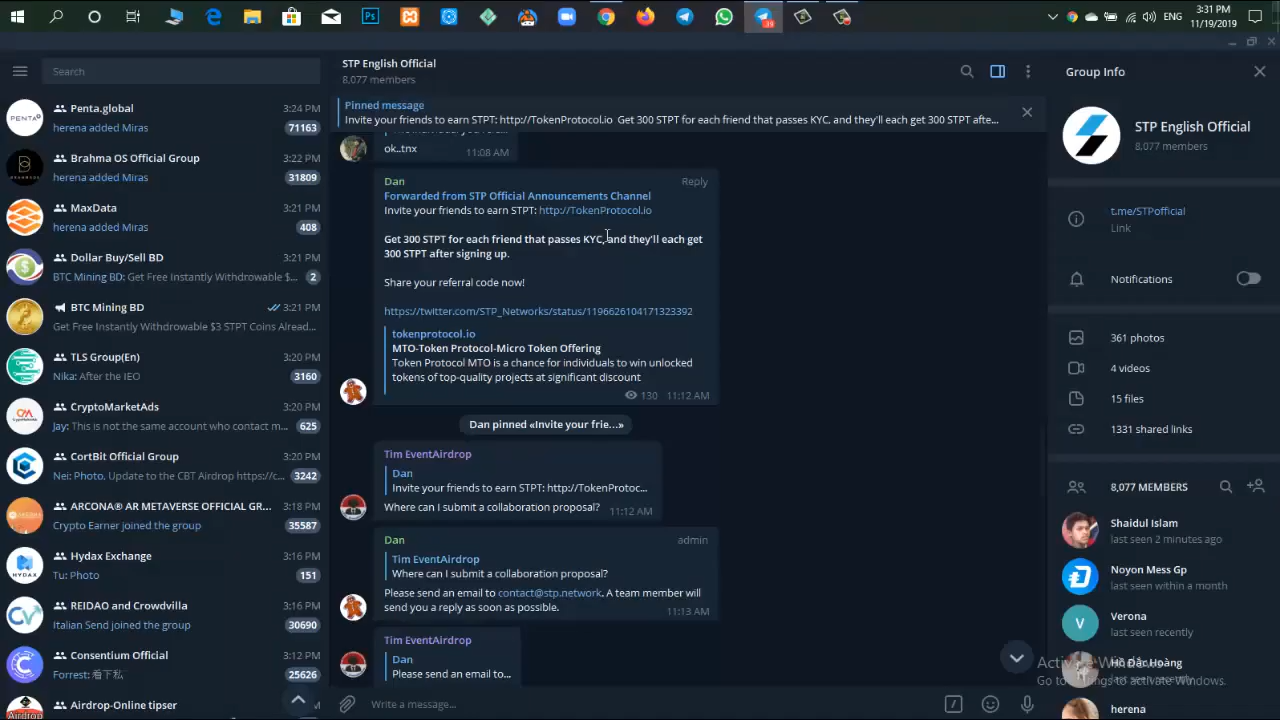 ENG
3:31 PM
11/19/2019
39
Search
Penta.global
3:24 PM
herena added Miras
71163
Brahma OS Official Group
3:22 PM
herena added Miras
31809
MaxData
3:21 PM
herena added Miras
408
Dollar Buy/Sell BD
3:21 PM
BTC Mining BD: Get Free Instantly Withdrowable $...
2
BTC Mining BD
3:21 PM
Get Free Instantly Withdrowable $3 STPT Coins Alread...
TLS Group(En)
3:20 PM
Nika: After the IEO
3160
CryptoMarketAds
3:20 PM
Jay: This is not the same account who contact m...
625
CortBit Official Group
3:20 PM
Nei: Photo, Update to the CBT Airdrop https://c...
3242
ARCONA® AR METAVERSE OFFICIAL GR...
3:18 PM
Crypto Earner joined the group
35587
Hydax Exchange
3:16 PM
Tu: Photo
151
REIDAO and Crowdvilla
3:16 PM
Italian Send joined the group
30690
Consentium Official
3:12 PM
Forrest: 看下私
25626
Airdrop-Online tipser
STP English Official
8,077 members
Pinned message
Invite your friends to earn STPT: http://TokenProtocol.io Get 300 STPT for each friend that passes KYC, and they'll each get 300 STPT afte...
ok..tnx
11:08 AM
Dan
Reply
Forwarded from STP Official Announcements Channel
Invite your friends to earn STPT: http://TokenProtocol.io
Get 300 STPT for each friend that passes KYC, and they'll each get
300 STPT after signing up.
Share your referral code now!
https://twitter.com/STP_Networks/status/1196626104171323392
tokenprotocol.io
MTO-Token Protocol-Micro Token Offering
Token Protocol MTO is a chance for individuals to win unlocked
tokens of top-quality projects at significant discount
130 11:12 AM
Dan pinned «Invite your frie...»
Tim EventAirdrop
Dan
Invite your friends to earn STPT: http://TokenProtoc...
Where can I submit a collaboration proposal?
11:12 AM
Dan
admin
Tim EventAirdrop
Where can I submit a collaboration proposal?
Please send an email to contact@stp.network. A team member will
send you a reply as soon as possible.
11:13 AM
Tim EventAirdrop
Dan
Please send an email to...
Write a message...
Group Info
STP English Official
8,077 members
t.me/STPofficial
Link
Notifications
361 photos
4 videos
15 files
1331 shared links
8,077 MEMBERS
Shaidul Islam
last seen 2 minutes ago
Noyon Mess Gp
last seen within a month
Verona
last seen recently
Hồ Đắc Hoàng
last seen recently
herena
Activate Windows
Go to Settings to activate Windows.